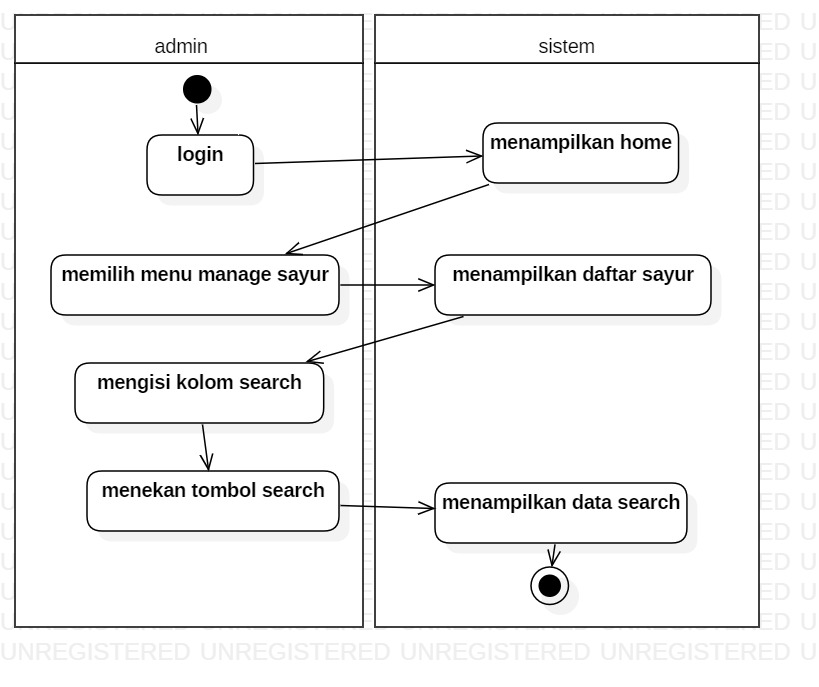 admin
sistem
login
menampilkan home
memilih menu manage sayur
menampilkan daftar sayur
mengisi kolom search
menekan tombol search
menampilkan data search
UNREGISTERED UNREGISTERED UNREGISTERED UNREGISTERED U